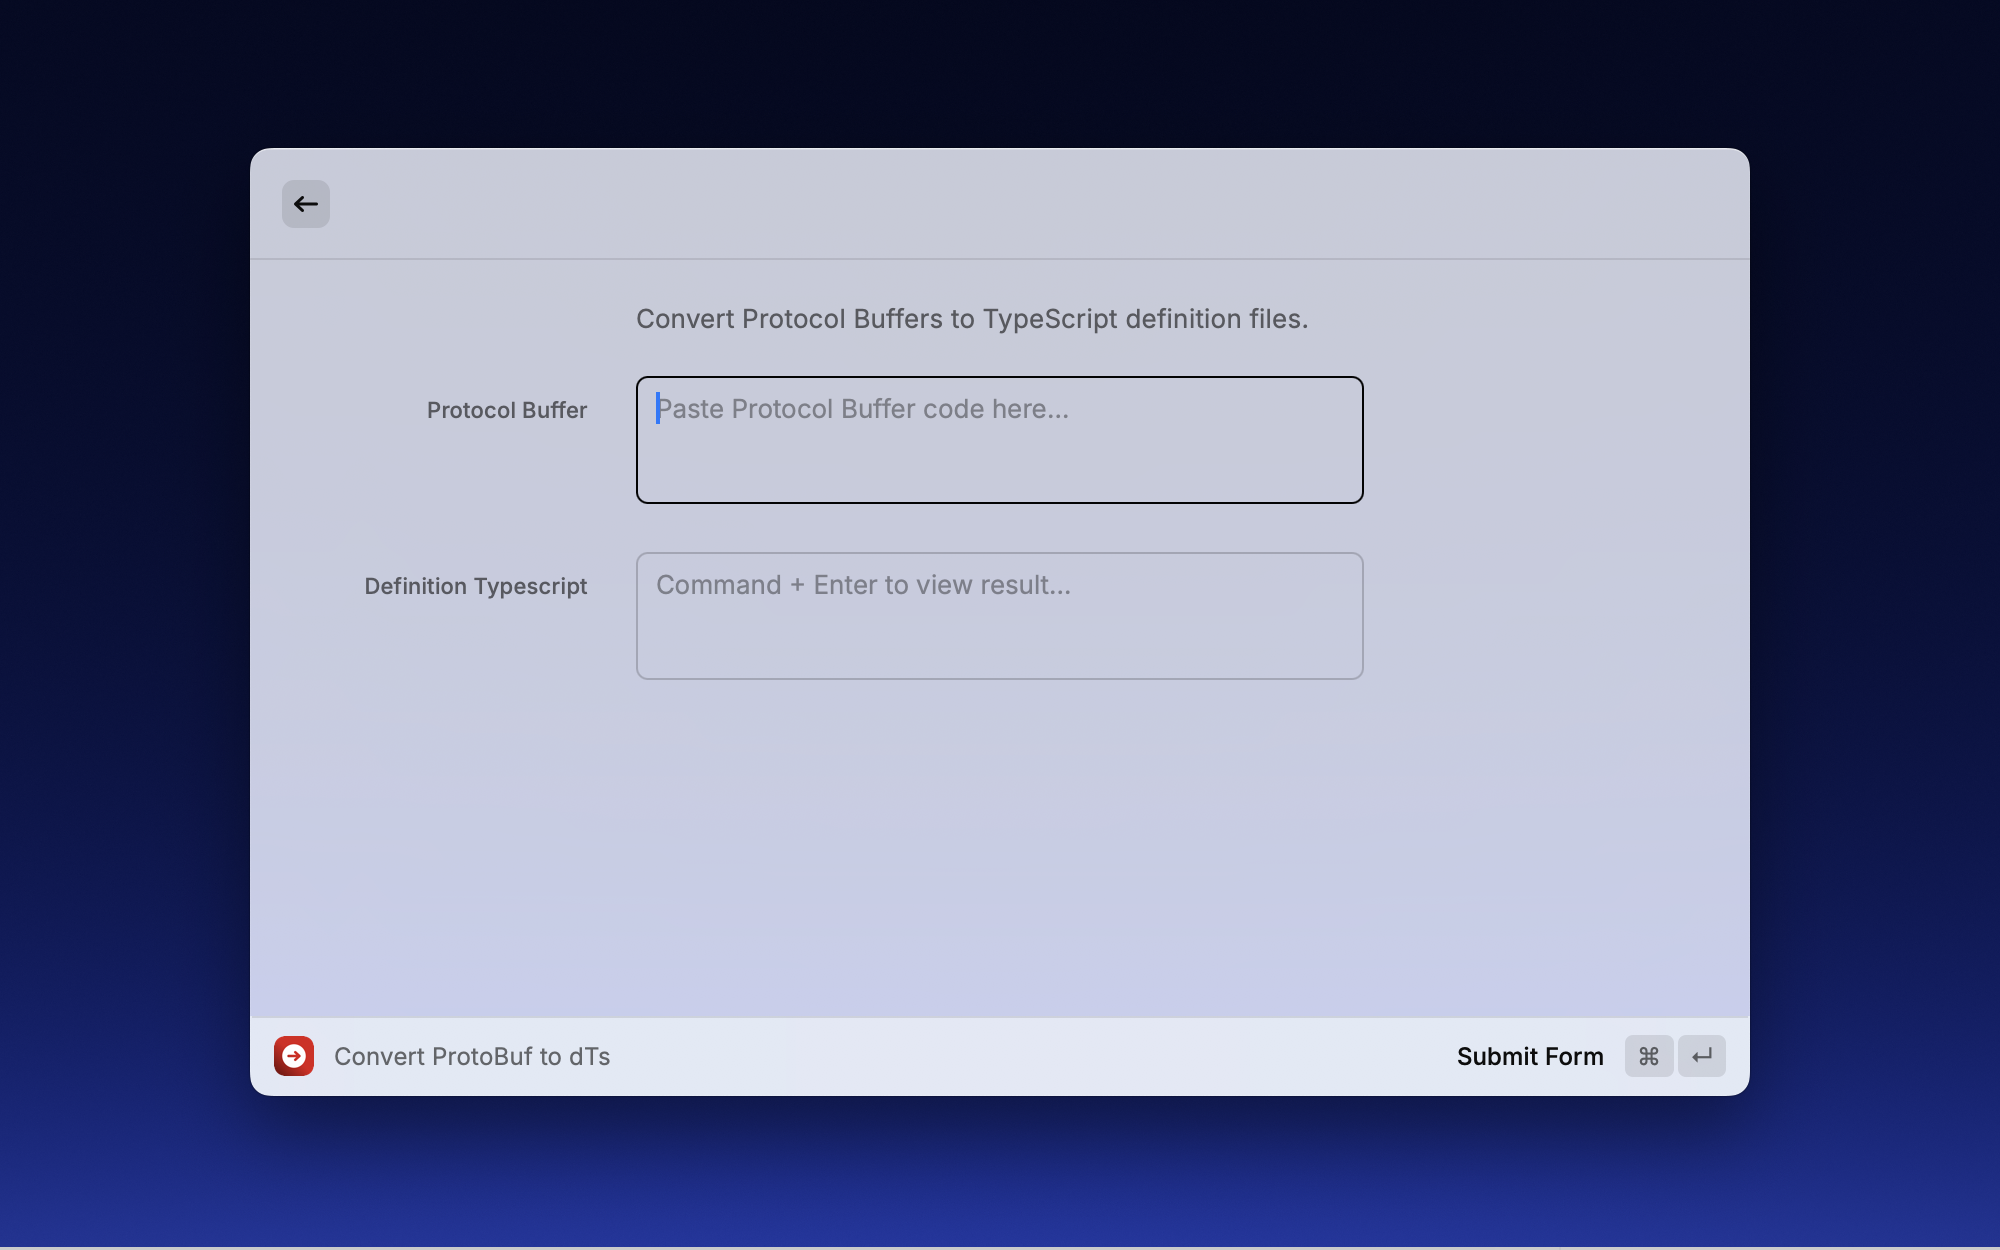 Convert Protocol Buffers to TypeScript definition files.
Protocol Buffer
Paste Protocol Buffer code here...
Definition Typescript
Command + Enter to view result...
Convert ProtoBuf to dTs
Submit Form ⌘ ↵